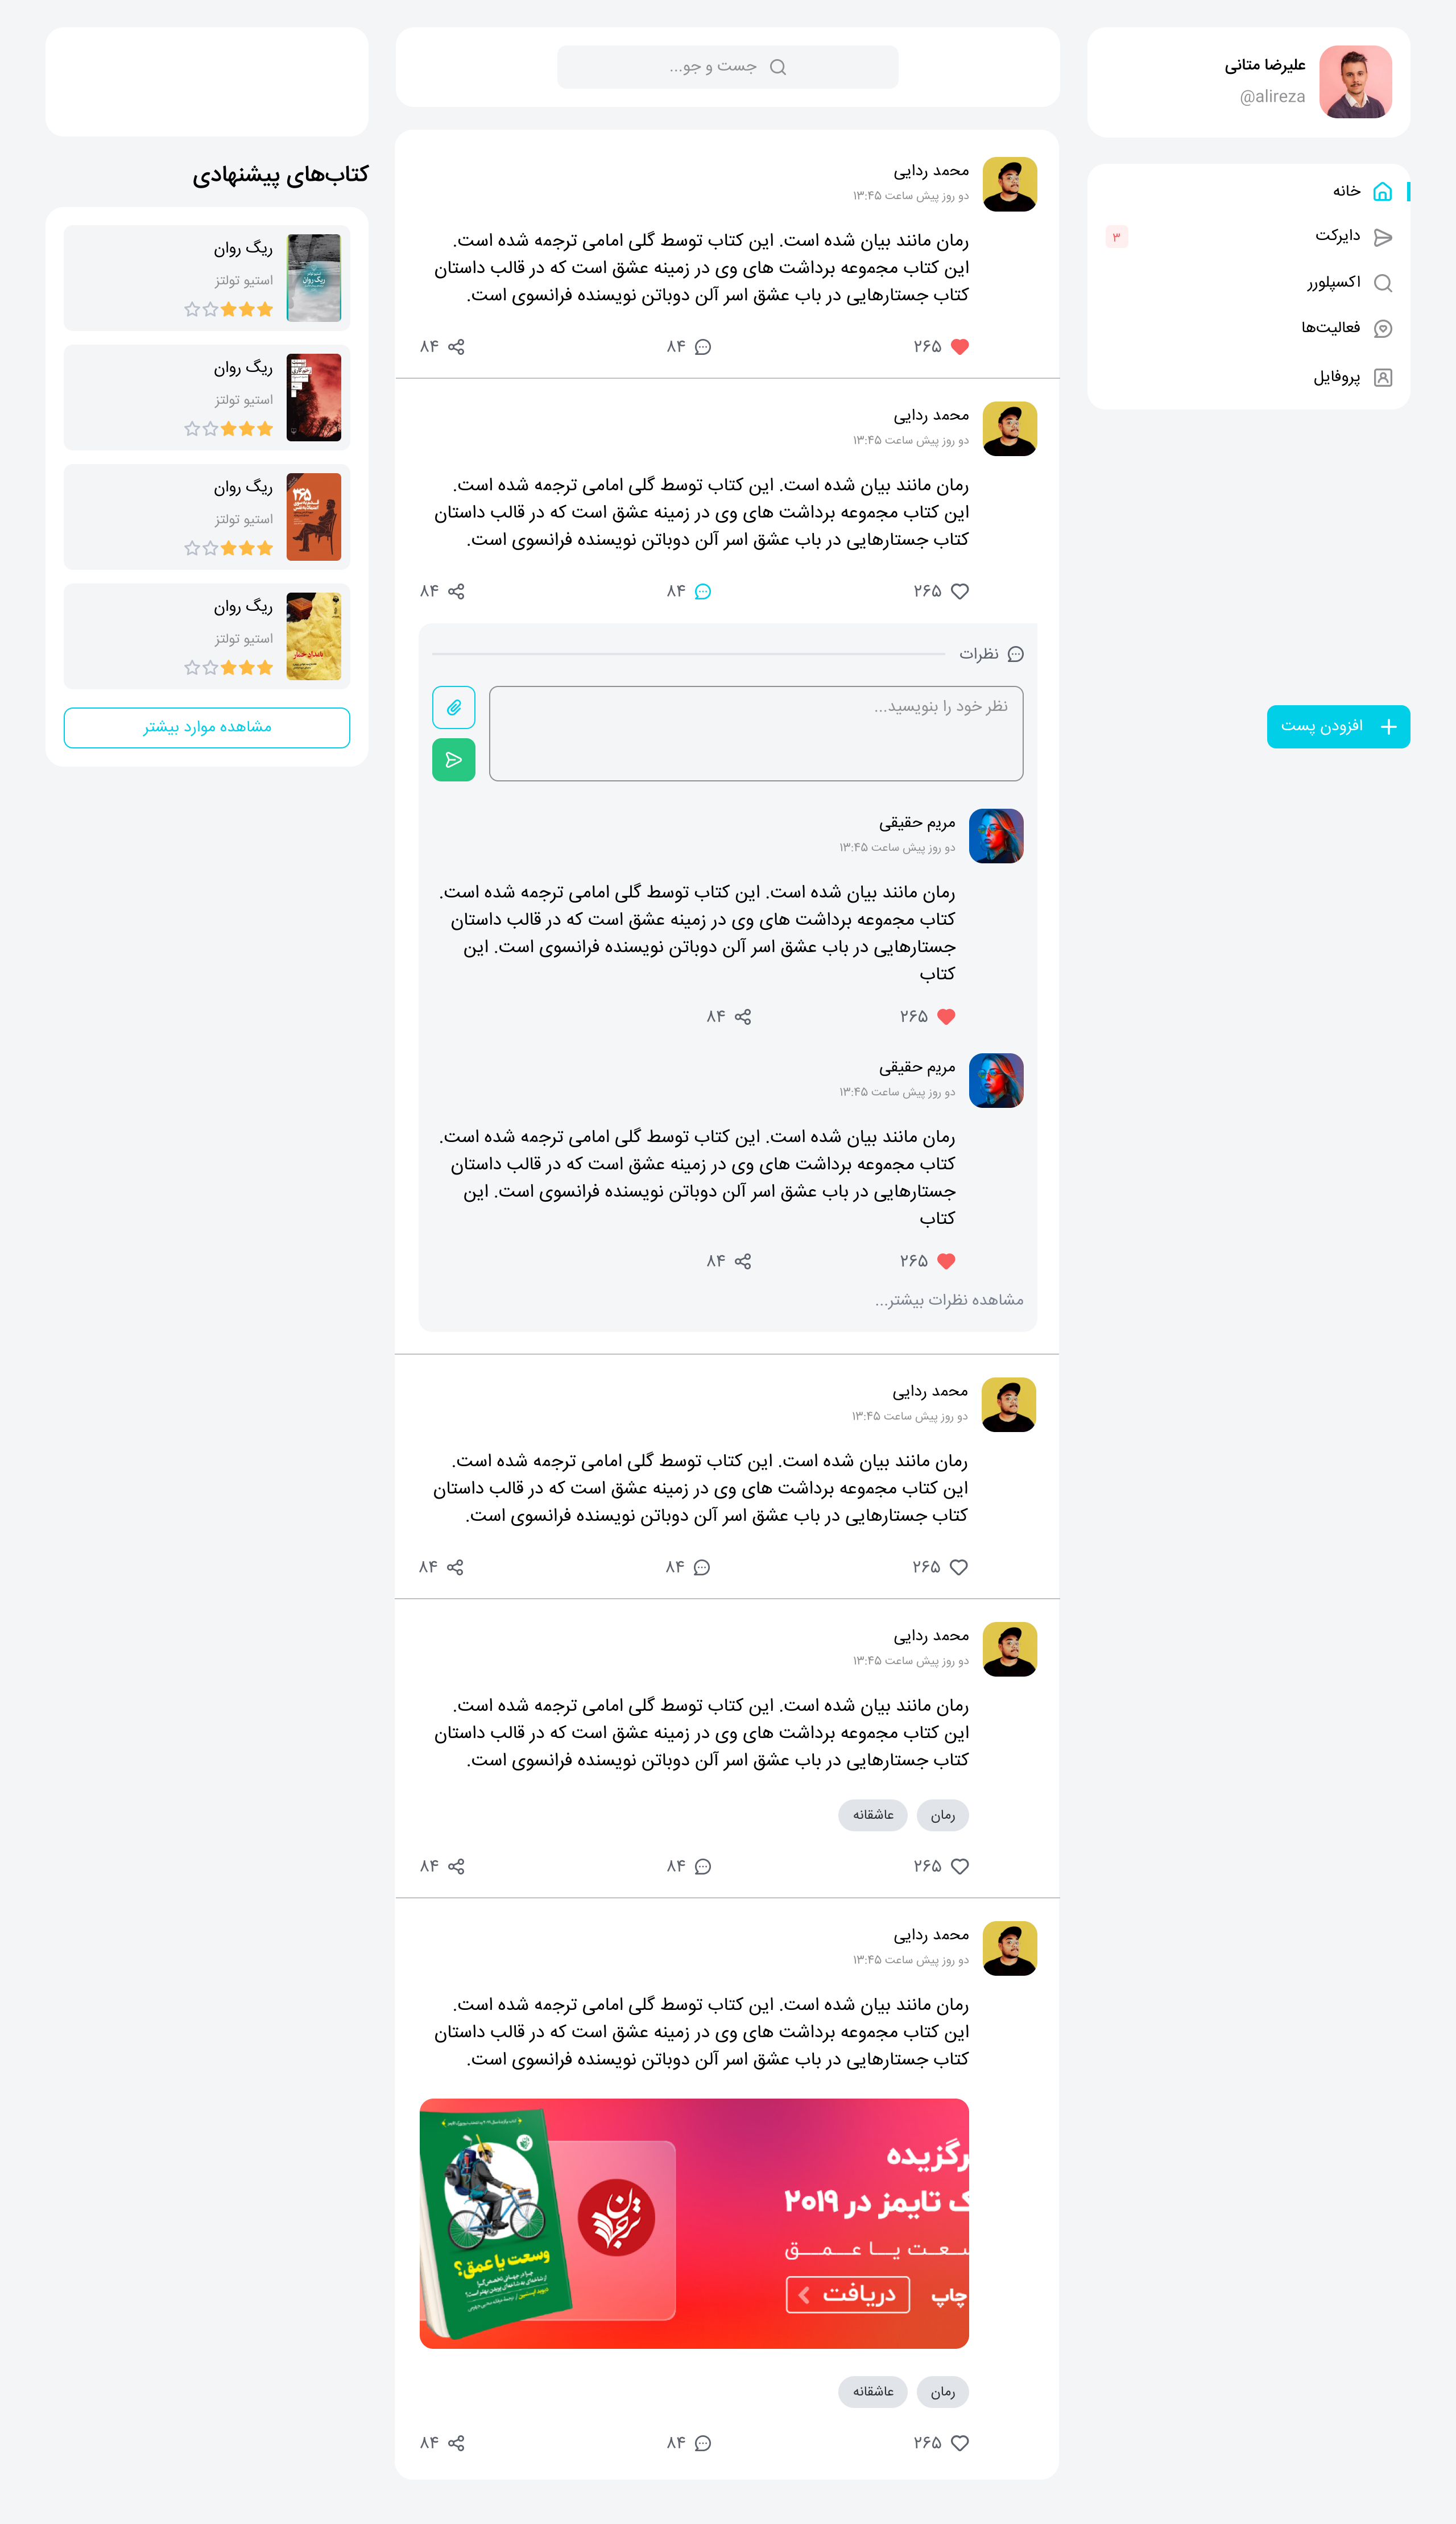 علیرضا متانی
@alireza
خانه
دایرکت
۳
اکسپلورر
فعالیت‌ها
پروفایل
افزودن پست
جست و جو...
محمد ردایی
دو روز پیش ساعت ۱۳:۴۵
رمان مانند بیان شده است. این کتاب توسط گلی امامی ترجمه شده است.
این کتاب مجموعه برداشت های وی در زمینه عشق است که در قالب داستان
کتاب جستارهایی در باب عشق اسر آلن دوباتن نویسنده فرانسوی است.
۲۶۵
۸۴
۸۴
محمد ردایی
دو روز پیش ساعت ۱۳:۴۵
رمان مانند بیان شده است. این کتاب توسط گلی امامی ترجمه شده است.
این کتاب مجموعه برداشت های وی در زمینه عشق است که در قالب داستان
کتاب جستارهایی در باب عشق اسر آلن دوباتن نویسنده فرانسوی است.
۲۶۵
۸۴
۸۴
نظرات
نظر خود را بنویسید...
مریم حقیقی
دو روز پیش ساعت ۱۳:۴۵
رمان مانند بیان شده است. این کتاب توسط گلی امامی ترجمه شده است.
کتاب مجموعه برداشت های وی در زمینه عشق است که در قالب داستان
جستارهایی در باب عشق اسر آلن دوباتن نویسنده فرانسوی است. این
کتاب
۲۶۵
۸۴
مریم حقیقی
دو روز پیش ساعت ۱۳:۴۵
رمان مانند بیان شده است. این کتاب توسط گلی امامی ترجمه شده است.
کتاب مجموعه برداشت های وی در زمینه عشق است که در قالب داستان
جستارهایی در باب عشق اسر آلن دوباتن نویسنده فرانسوی است. این
کتاب
۲۶۵
۸۴
مشاهده نظرات بیشتر...
محمد ردایی
دو روز پیش ساعت ۱۳:۴۵
رمان مانند بیان شده است. این کتاب توسط گلی امامی ترجمه شده است.
این کتاب مجموعه برداشت های وی در زمینه عشق است که در قالب داستان
کتاب جستارهایی در باب عشق اسر آلن دوباتن نویسنده فرانسوی است.
۲۶۵
۸۴
۸۴
محمد ردایی
دو روز پیش ساعت ۱۳:۴۵
رمان مانند بیان شده است. این کتاب توسط گلی امامی ترجمه شده است.
این کتاب مجموعه برداشت های وی در زمینه عشق است که در قالب داستان
کتاب جستارهایی در باب عشق اسر آلن دوباتن نویسنده فرانسوی است.
رمان
عاشقانه
۲۶۵
۸۴
۸۴
محمد ردایی
دو روز پیش ساعت ۱۳:۴۵
رمان مانند بیان شده است. این کتاب توسط گلی امامی ترجمه شده است.
این کتاب مجموعه برداشت های وی در زمینه عشق است که در قالب داستان
کتاب جستارهایی در باب عشق اسر آلن دوباتن نویسنده فرانسوی است.
رگزیده
ک تایمز در ۲۰۱۹
سعت یا عمق
چاپ
دریافت
ترجمان
وسعت یا عمق؟
رمان
عاشقانه
۲۶۵
۸۴
۸۴
کتاب‌های پیشنهادی
ریگ روان
ریگ روان
استیو تولتز
ریگ روان
استیو تولتز
۳۶۵
ریگ روان
استیو تولتز
ریگ روان
استیو تولتز
مشاهده موارد بیشتر